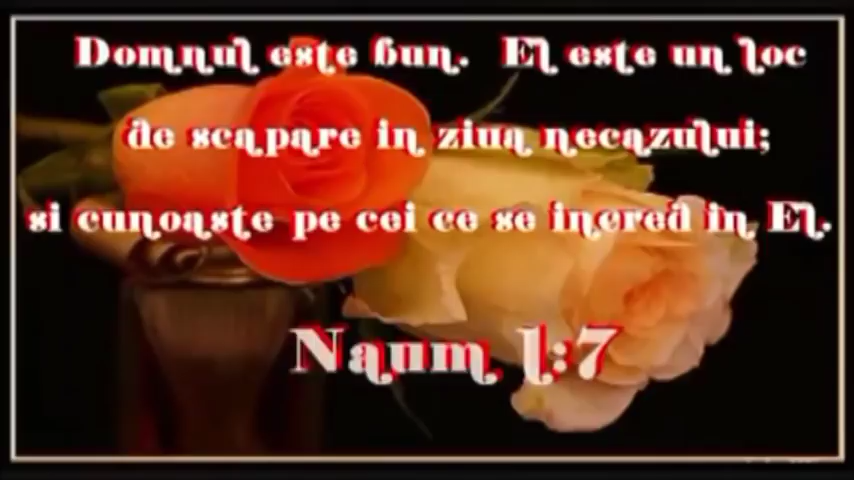 Domnul este bun. El este un loc
de scapare in ziua necazului;
si cunoaste pe cei ce se incred in El.
Naum 1:7